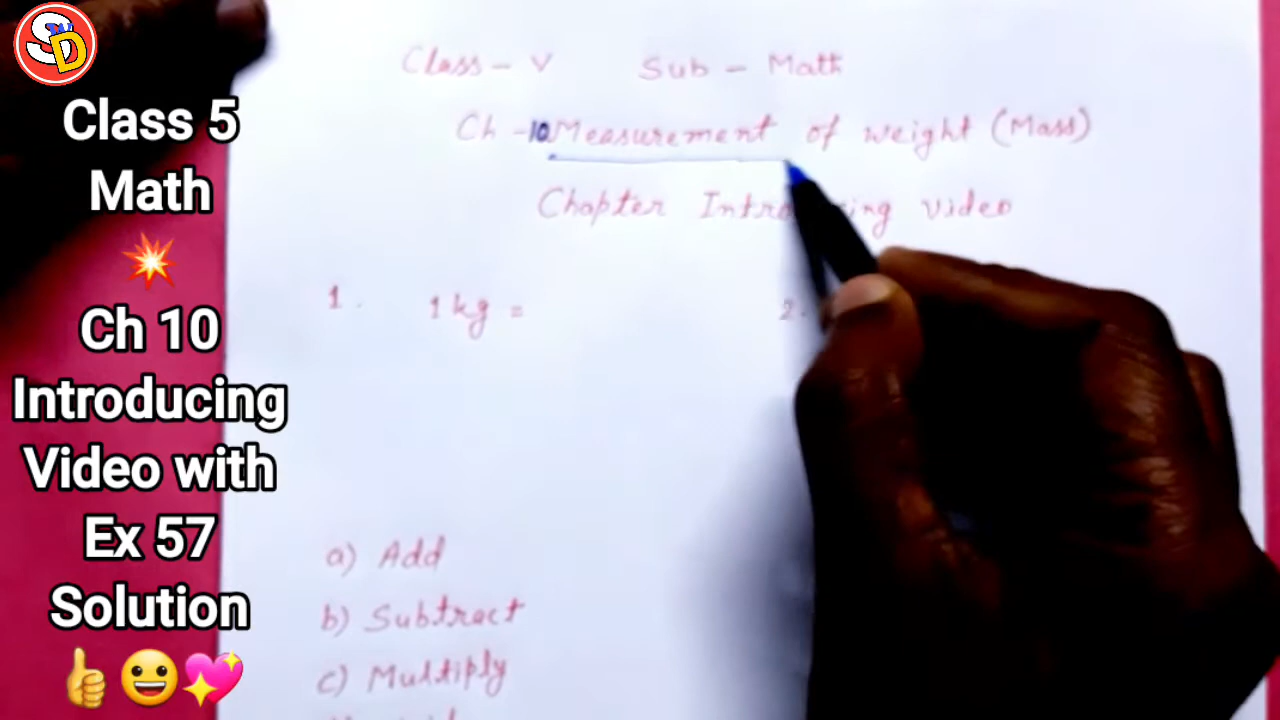 SD
Class 5
Math
Ch 10
Introducing
Video with
Ex 57
Solution
Class - V Sub - Math
Ch - 10 Measurement of weight (Mass)
Chapter video
1. 1 kg = 2.
a) Add
b) Subtract
c) Multiply